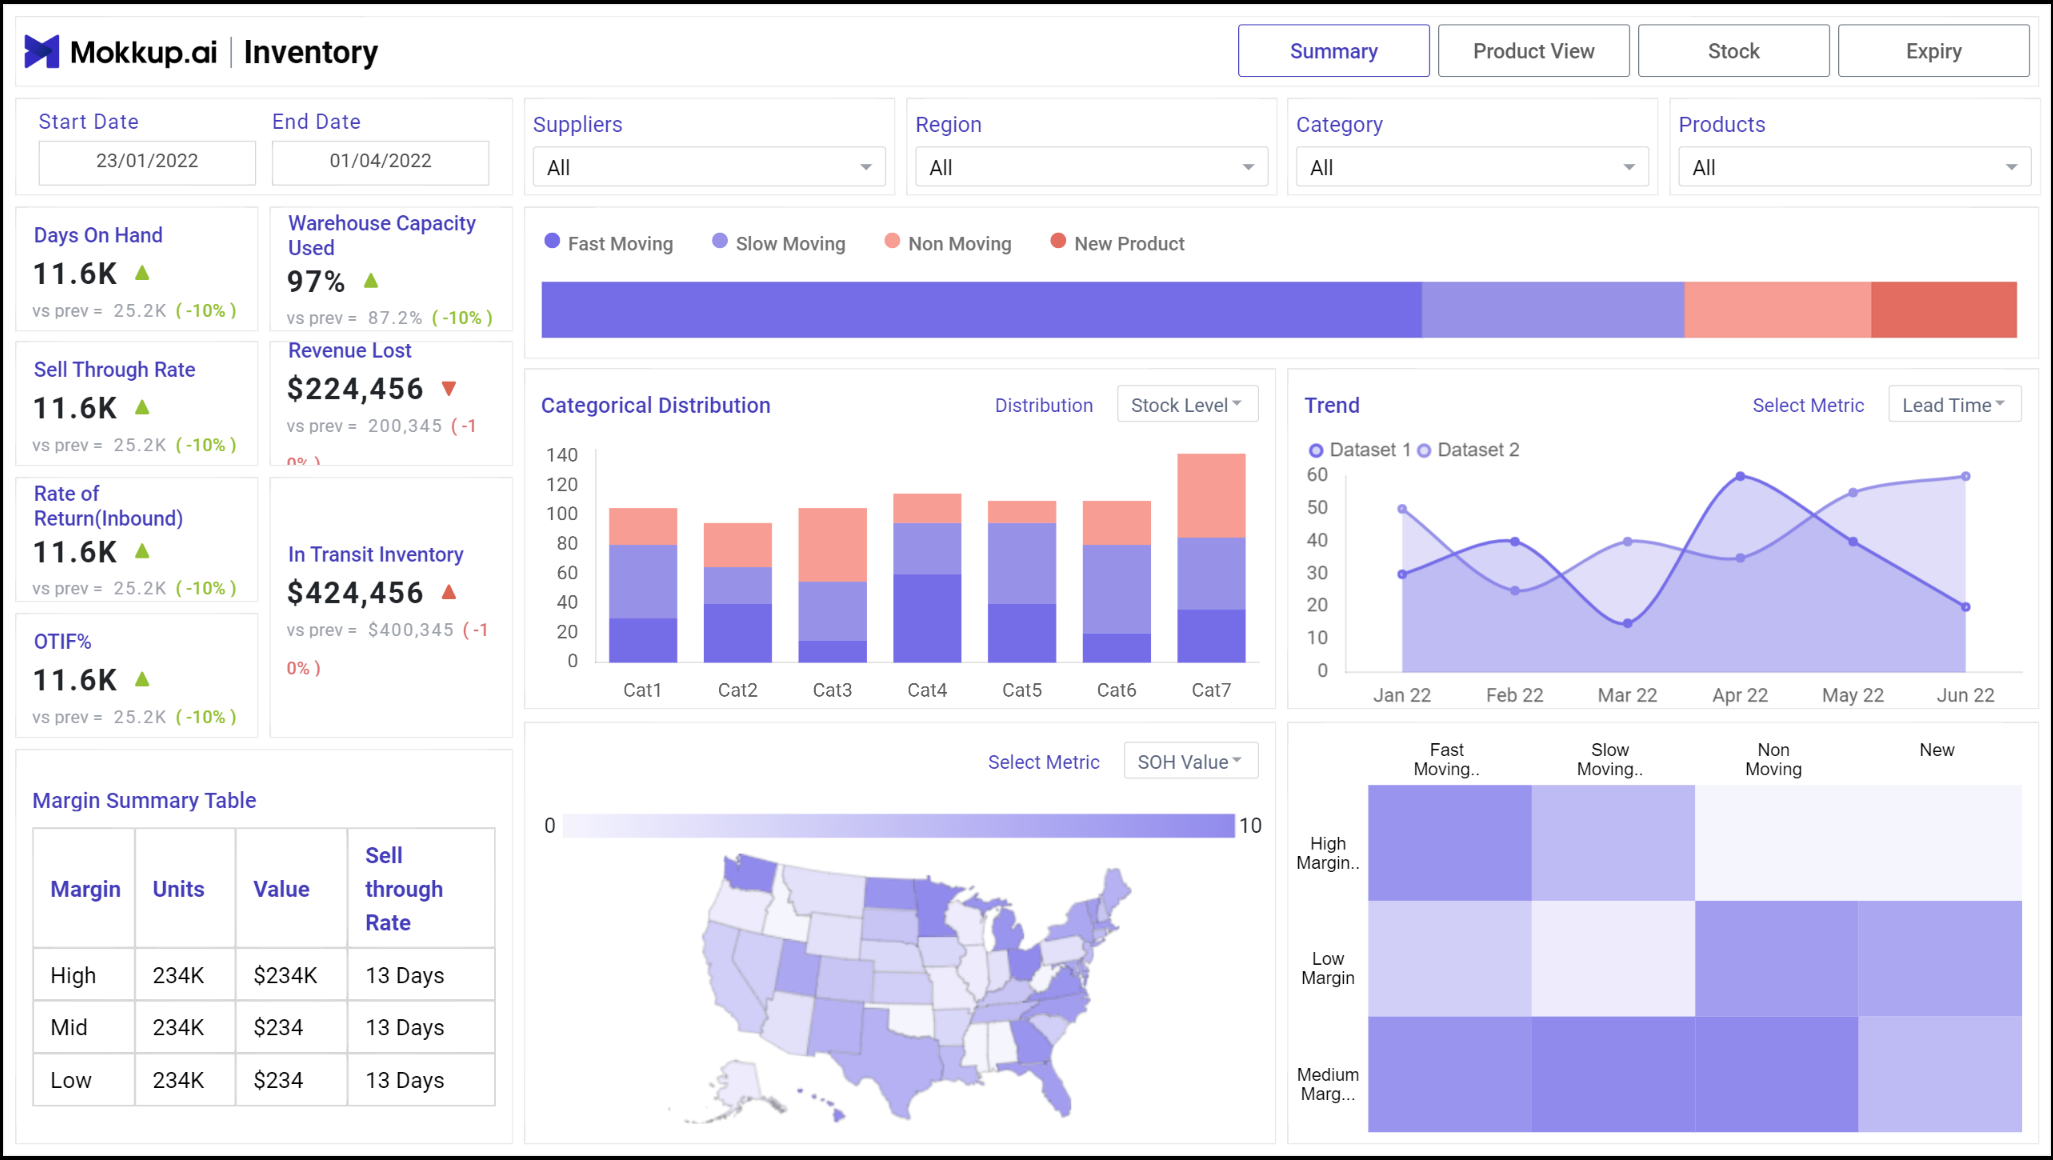 Mokkup.ai | Inventory
Summary
Product View
Stock
Expiry
Start Date
End Date
23/01/2022
01/04/2022
Suppliers
All
Region
All
Category
All
Products
All
Days On Hand
11.6K
vs prev = 25.2K ( -10% )
Warehouse Capacity
Used
97%
vs prev = 87.2% ( -10% )
Sell Through Rate
11.6K
vs prev = 25.2K ( -10% )
Revenue Lost
$224,456
vs prev = 200,345 ( -1
0% )
Rate of
Return(Inbound)
11.6K
vs prev = 25.2K ( -10% )
In Transit Inventory
$424,456
vs prev = $400,345 ( -1
0% )
OTIF%
11.6K
vs prev = 25.2K ( -10% )
Fast Moving
Slow Moving
Non Moving
New Product
Categorical Distribution
Distribution
Stock Level
140
120
100
80
60
40
20
0
Cat1 Cat2 Cat3 Cat4 Cat5 Cat6 Cat7
Trend
Select Metric
Lead Time
Dataset 1
Dataset 2
60
50
40
30
20
10
0
Jan 22 Feb 22 Mar 22 Apr 22 May 22 Jun 22
Margin Summary Table
Margin Units Value Sell
through
Rate
High 234K $234K 13 Days
Mid 234K $234 13 Days
Low 234K $234 13 Days
Select Metric
SOH Value
0
10
Fast
Moving..
Slow
Moving..
Non
Moving
New
High
Margin..
Low
Margin
Medium
Marg...